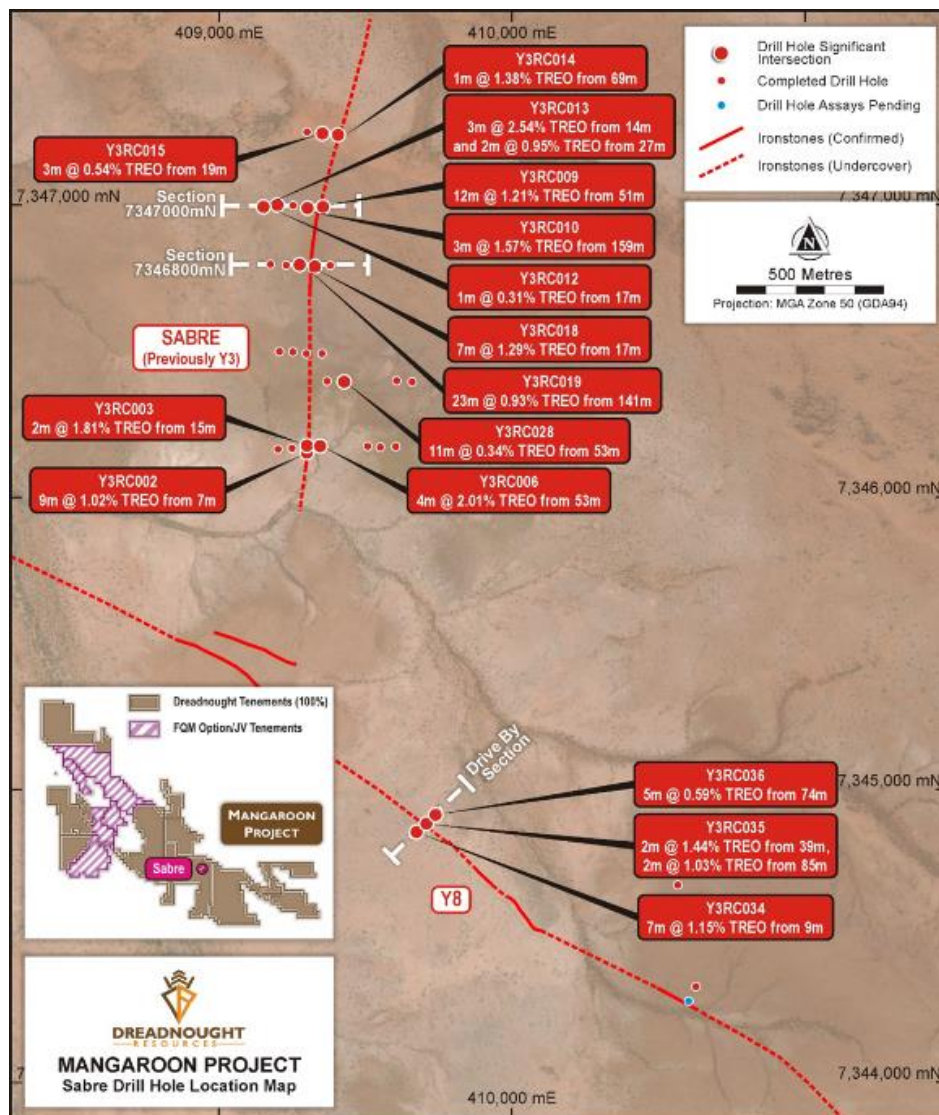 409,000 mE
410,000 mE
Y3RC014
1m @ 1.38% TREO from 69m
Y3RC013
3m @ 2.54% TREO from 14m
and 2m @ 0.95% TREO from 27m
Y3RC015
3m @ 0.54% TREO from 19m
Y3RC009
12m @ 1.21% TREO from 51m
7,347,000 mN
7,347,000 mN
Section
7347000mN
Y3RC010
3m @ 1.57% TREO from 159m
Section
7346800mN
Y3RC012
1m @ 0.31% TREO from 17m
Y3RC018
7m @ 1.29% TREO from 17m
SABRE
(Previously Y3)
Y3RC019
23m @ 0.93% TREO from 141m
Y3RC003
2m @ 1.81% TREO from 15m
Y3RC028
11m @ 0.34% TREO from 53m
Y3RC002
9m @ 1.02% TREO from 7m
Y3RC006
4m @ 2.01% TREO from 53m
7,346,000 mN
Drill Hole Significant
Intersection
Completed Drill Hole
Drill Hole Assays Pending
Ironstones (Confirmed)
Ironstones (Undercover)
N
500 Metres
Projection: MGA Zone 50 (GDA94)
Dreadnought Tenements (100%)
FQM Option/JV Tenements
MANGAROON
PROJECT
Sabre
Drive By
Section
7,345,000 mN
Y3RC036
5m @ 0.59% TREO from 74m
Y3RC035
2m @ 1.44% TREO from 39m,
2m @ 1.03% TREO from 85m
Y3RC034
7m @ 1.15% TREO from 9m
Y8
DREADNOUGHT
RESOURCES
MANGAROON PROJECT
Sabre Drill Hole Location Map
7,344,000 mN
410,000 mE